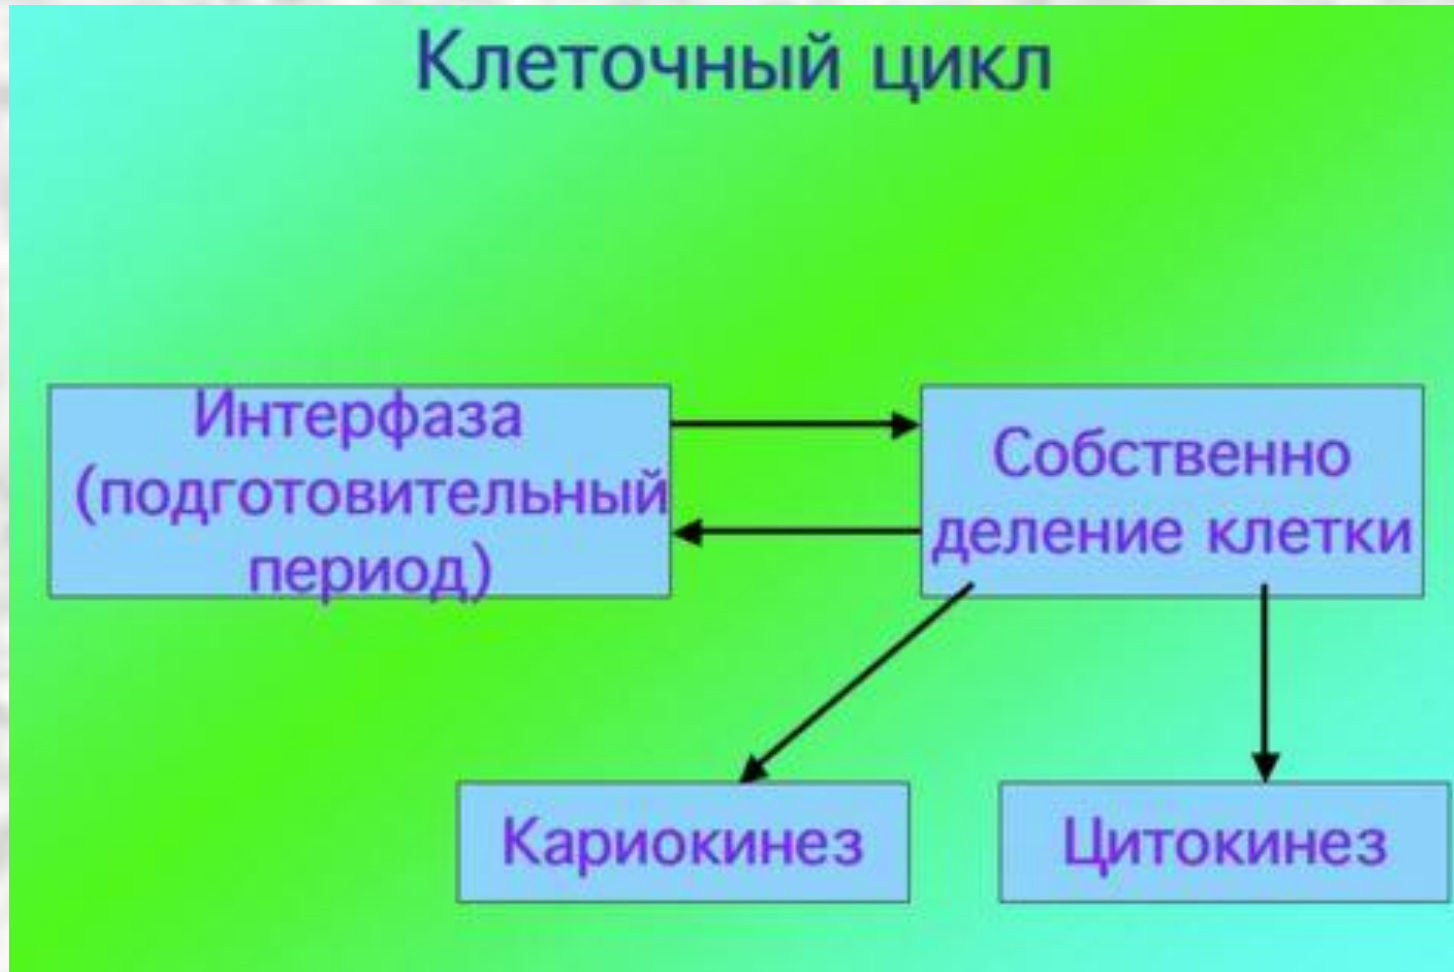 Клеточный цикл
Интерфаза
(подготовительный
период)
Собственно
деление клетки
Кариокинез
Цитокинез